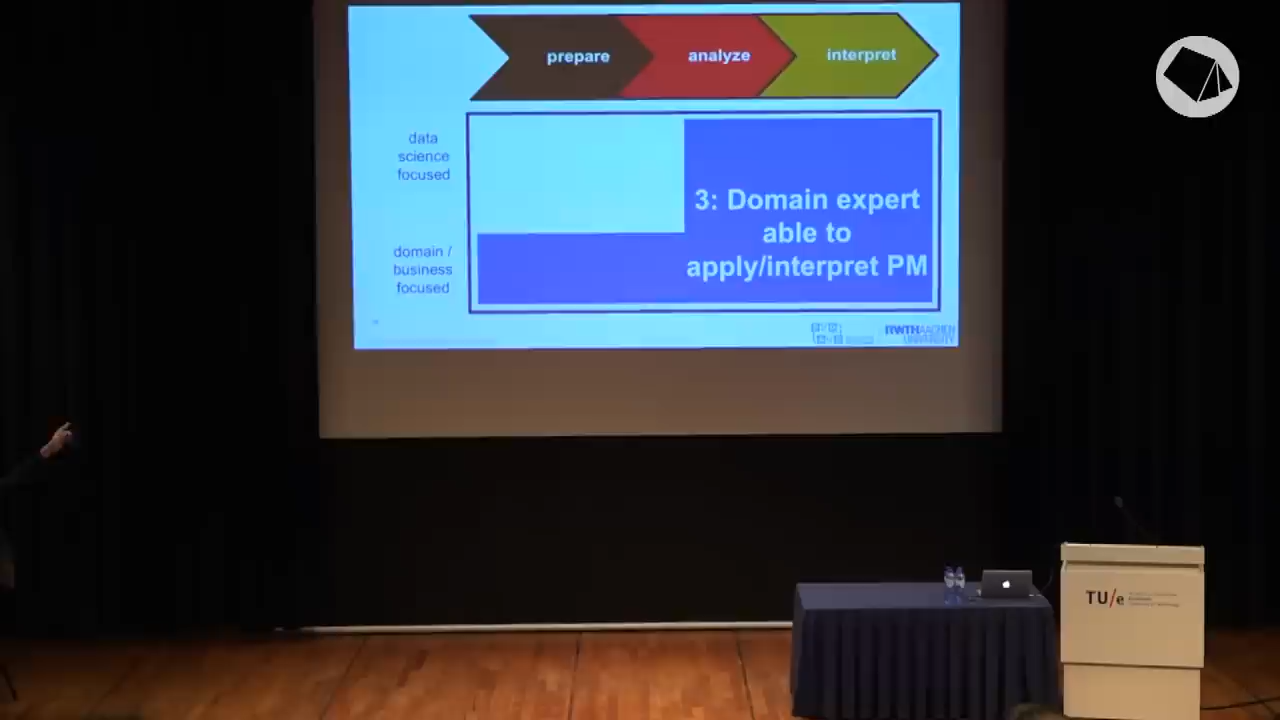 prepare
analyze
interpret
data
science
focused
3: Domain expert
able to
apply/interpret PM
domain /
business
focused
RWTH AACHEN
UNIVERSITY
TU/e